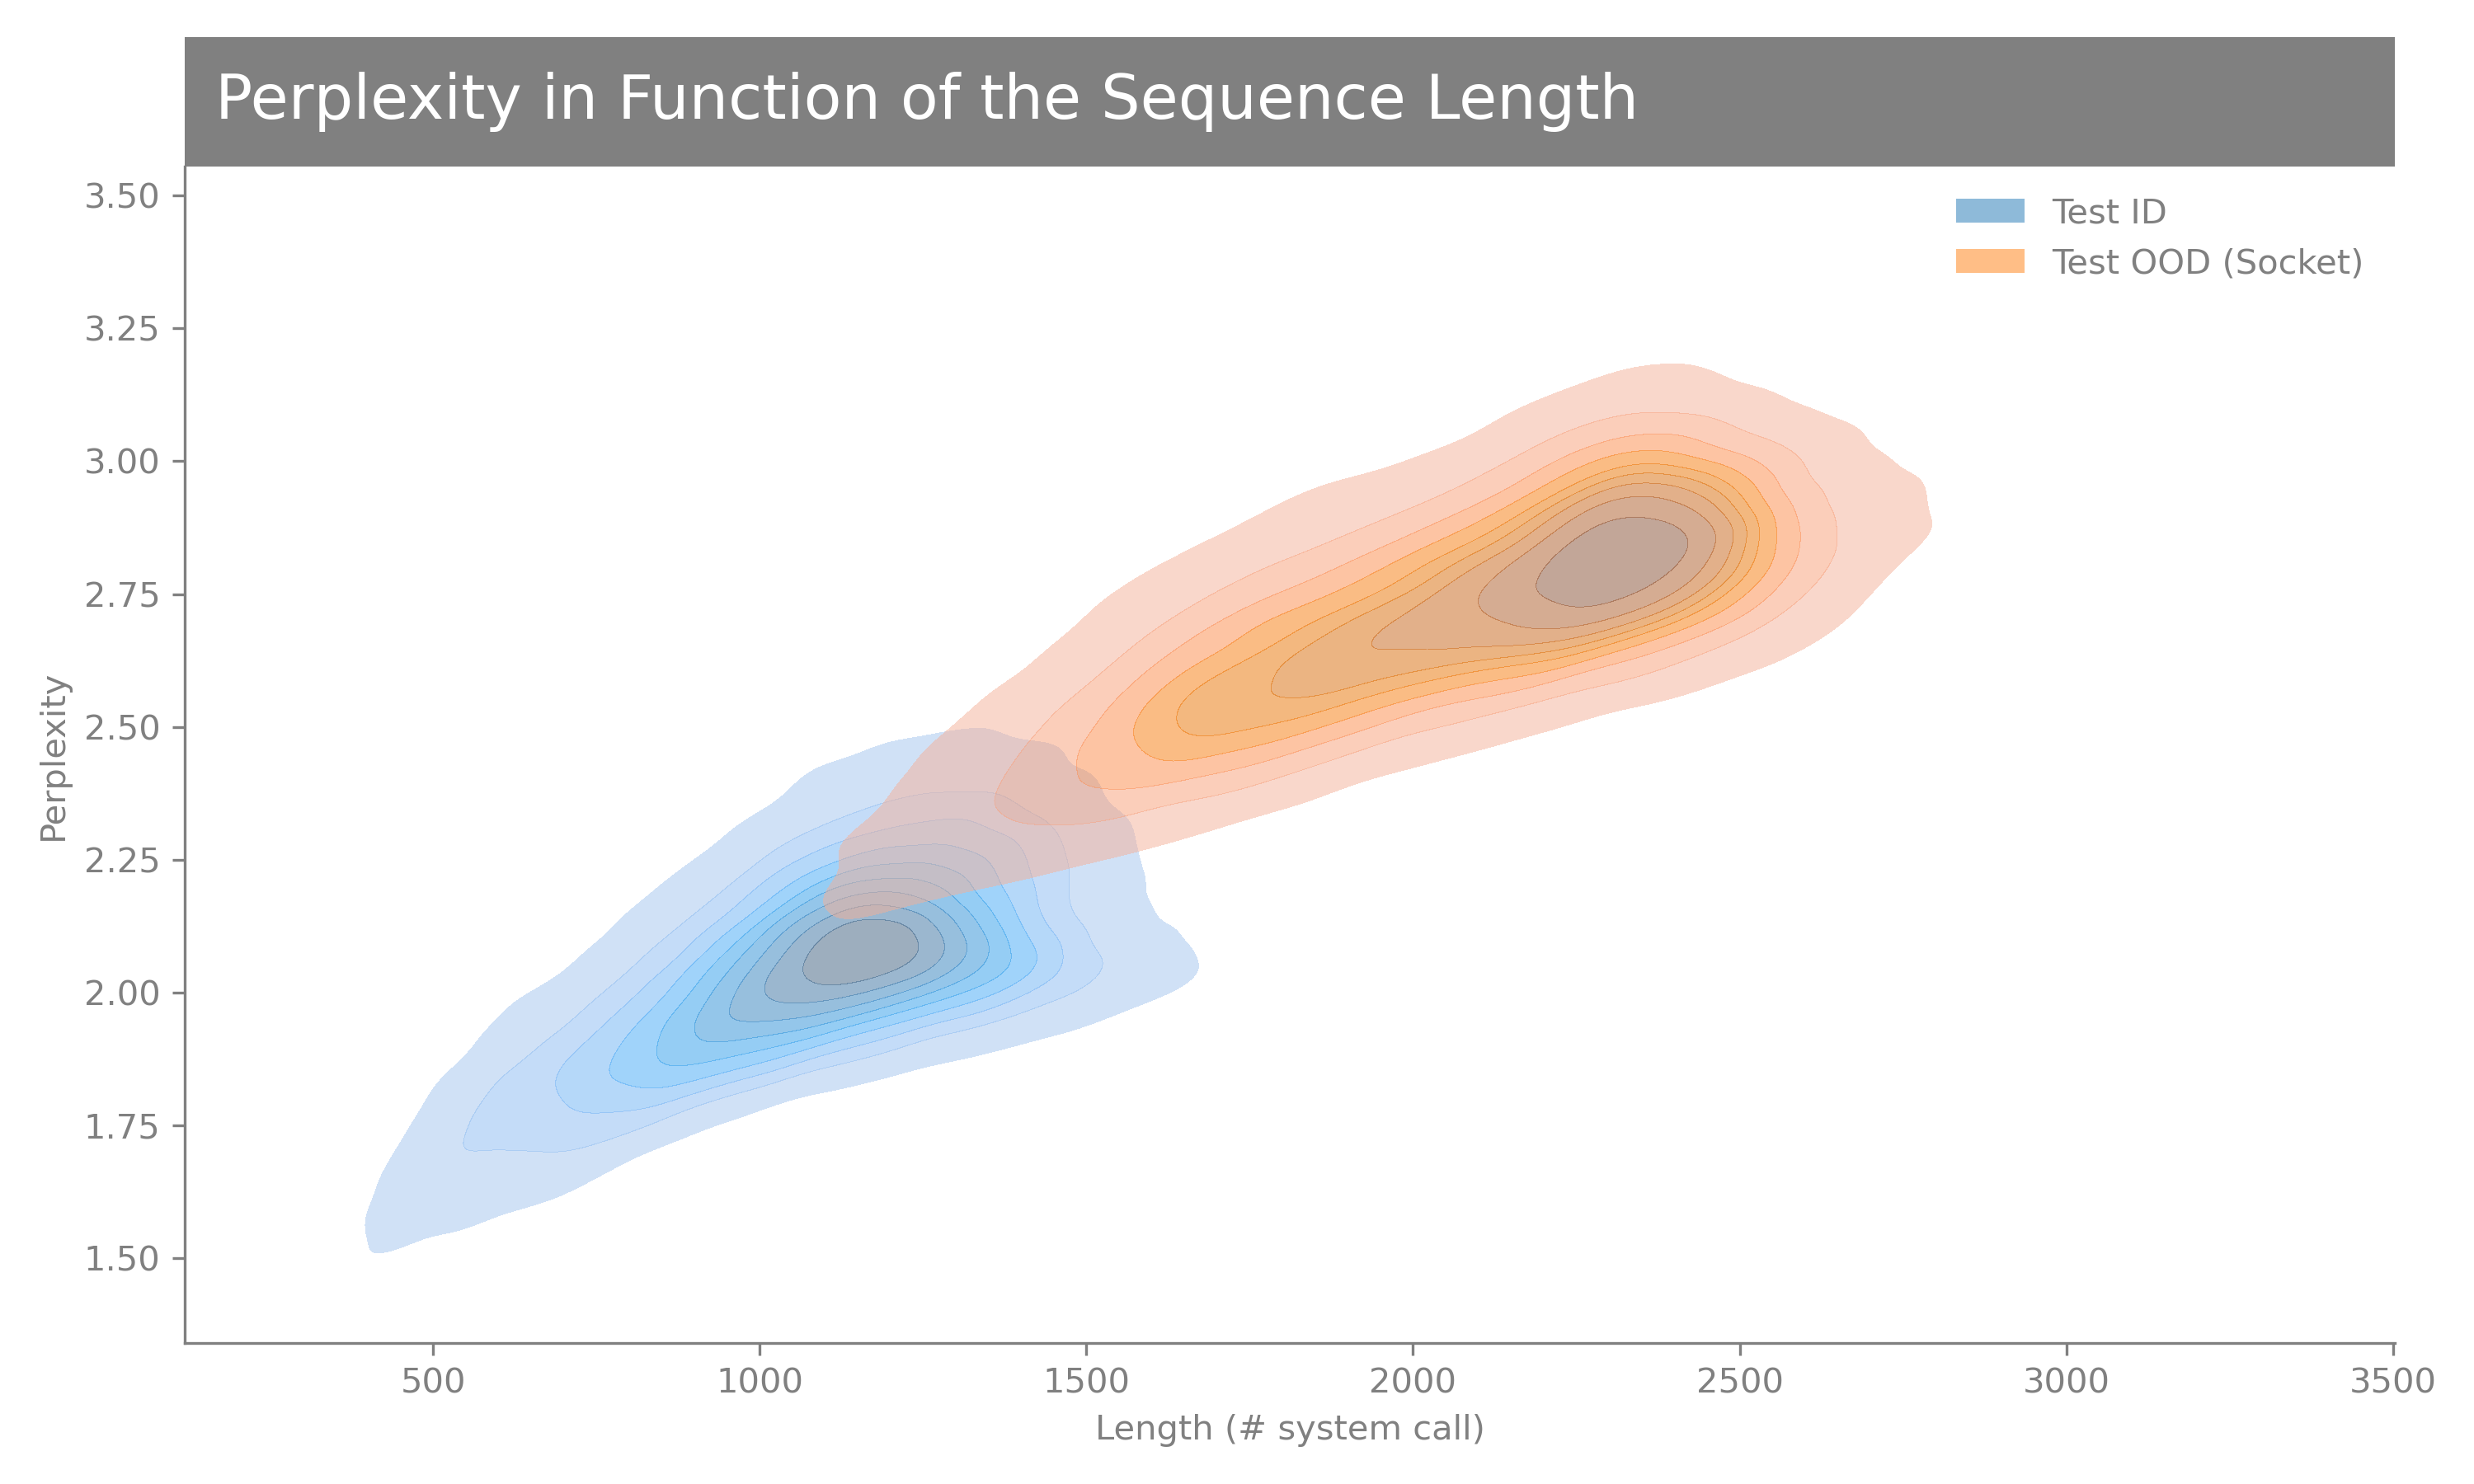 Perplexity in Function of the Sequence Length
Test ID
Test OOD (Socket)
3.50
3.25
3.00
2.75
2.50
2.25
2.00
1.75
1.50
Perplexity
500 1000 1500 2000 2500 3000 3500
Length (# system call)